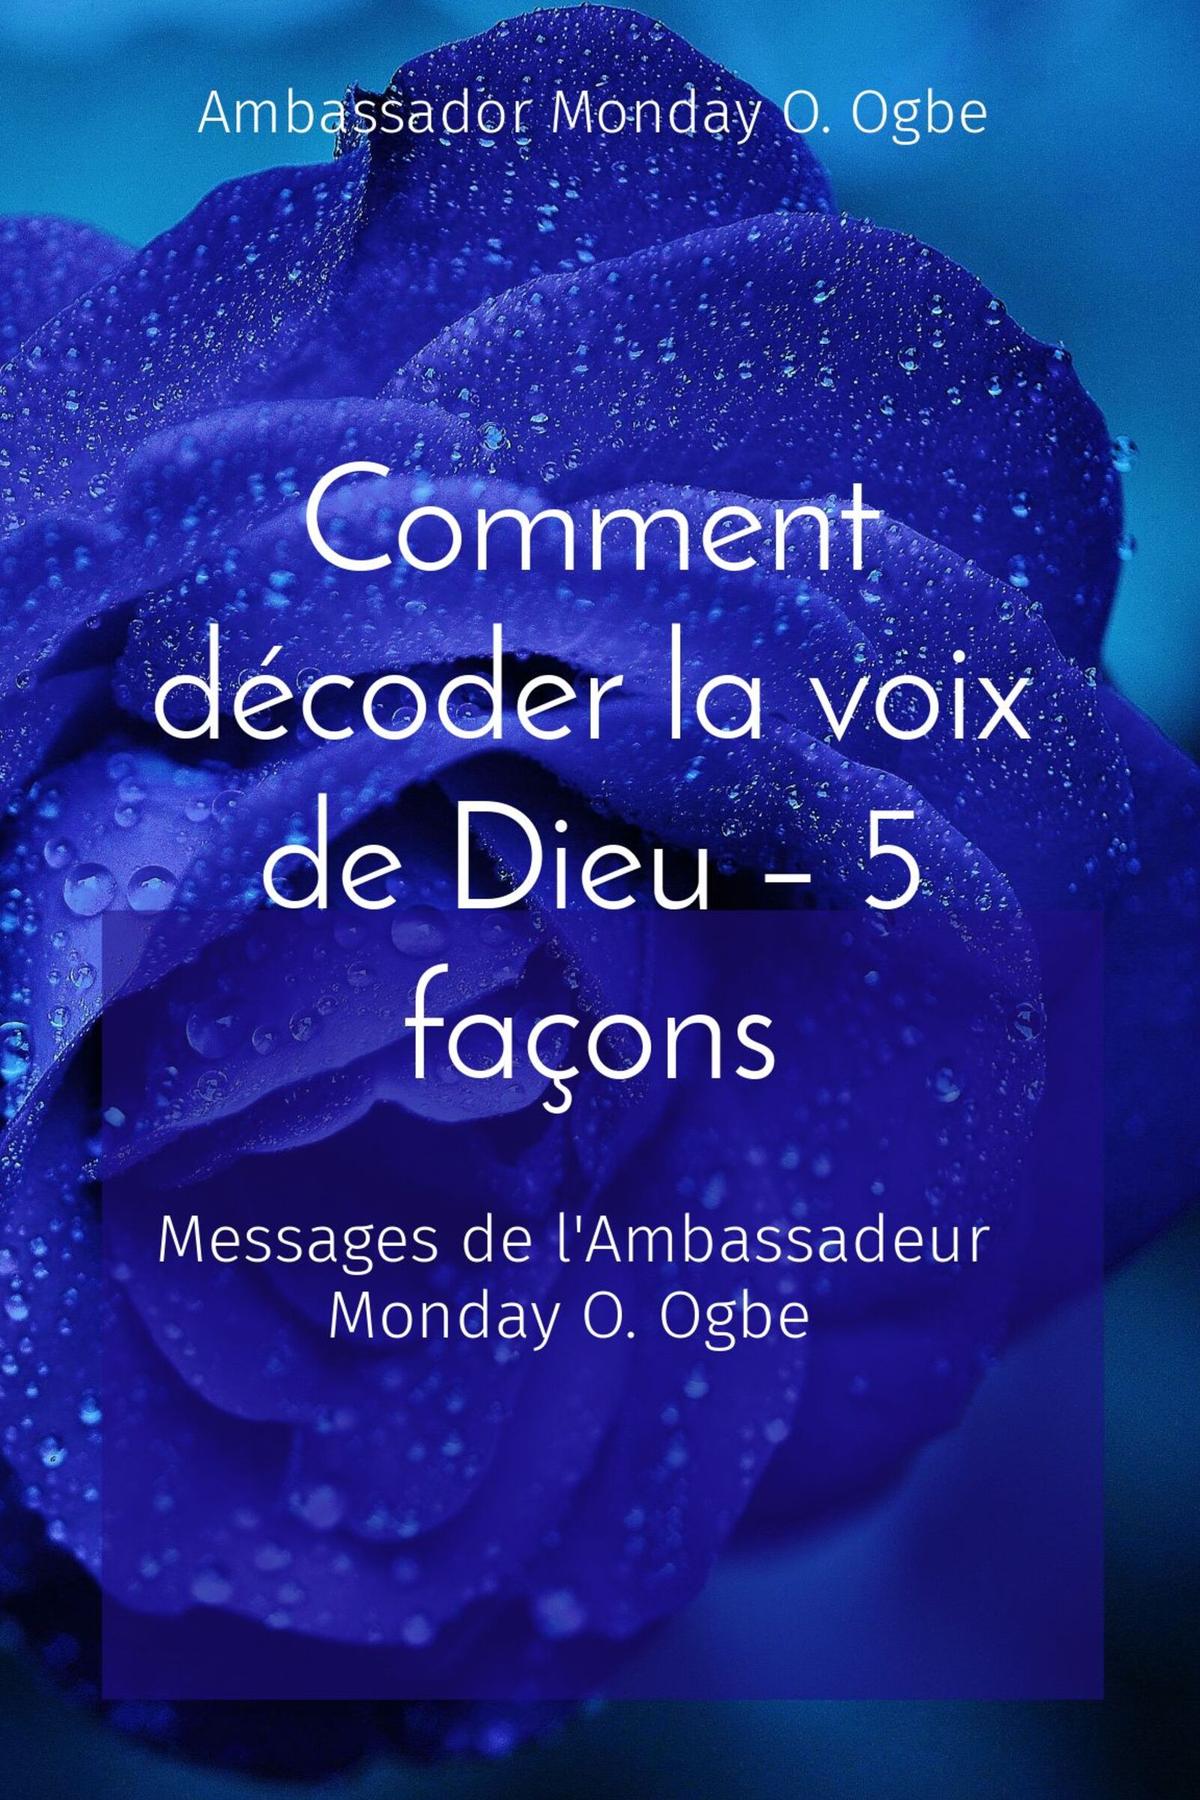 Ambassador Monday O. Ogbe
Comment
décoder la voix
de Dieu – 5
façons
Messages de l'Ambassadeur
Monday O. Ogbe